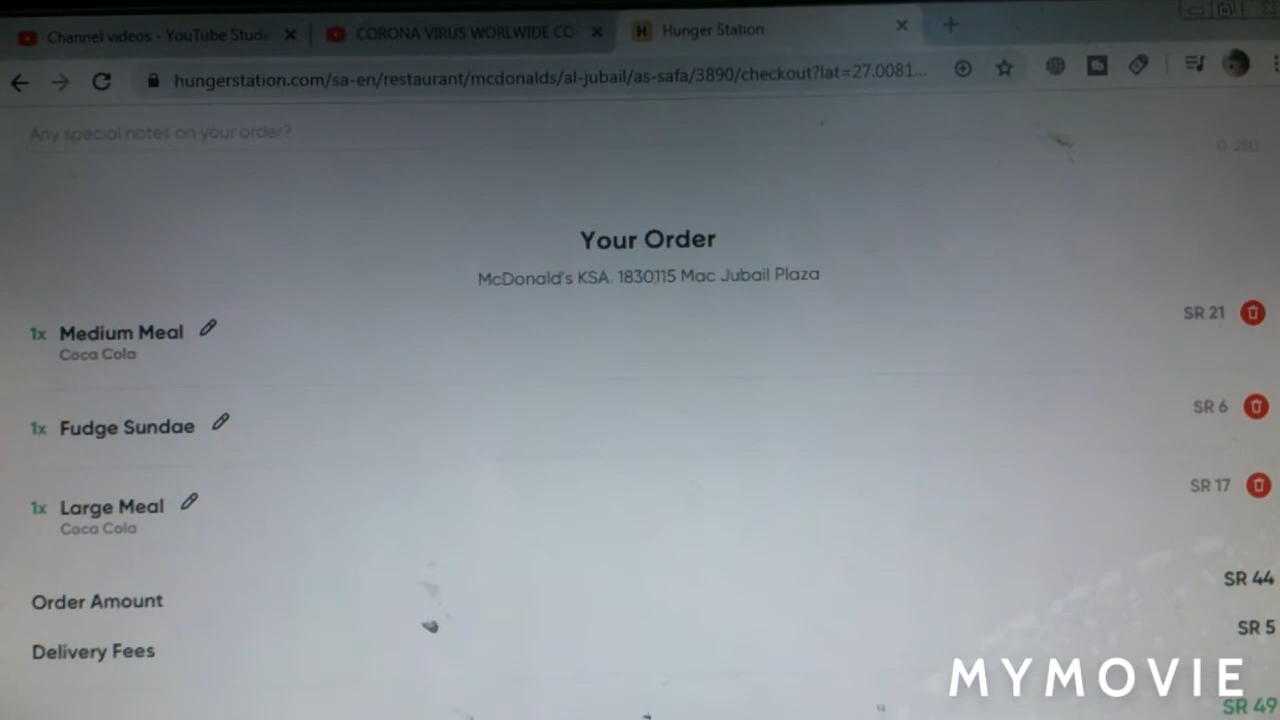 Channel videos - YouTube Studi
CORONA VIRUS WORLWIDE CO
Hunger Station
hungerstation.com/sa-en/restaurant/mcdonalds/al-jubail/as-safa/3890/checkout?lat=27.0081...
Any special notes on your order?
Your Order
McDonald's KSA. 1830115 Mac Jubail Plaza
1x Medium Meal SR 21
Coca Cola
1x Fudge Sundae SR 6
1x Large Meal SR 17
Coca Cola
Order Amount SR 44
Delivery Fees SR 5
SR 49
MYMOVIE